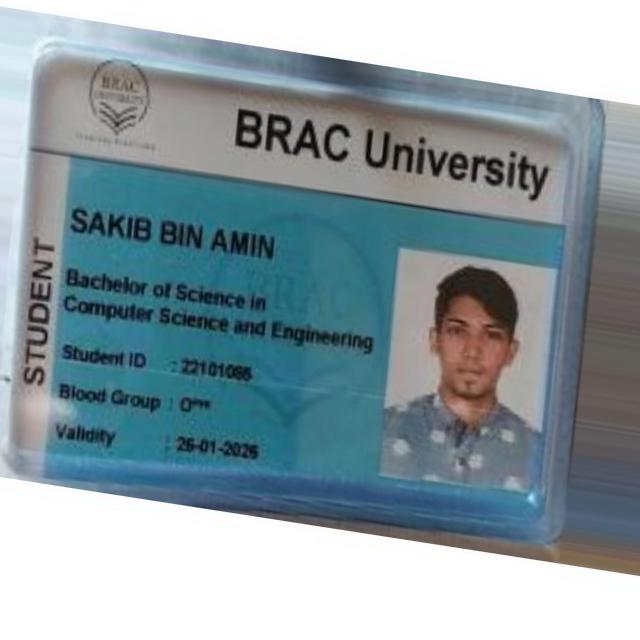 BRAC
UNIVERSITY
BRAC University
STUDENT
SAKIB BIN AMIN
Bachelor of Science in
Computer Science and Engineering
Student ID : 22101086
Blood Group :
Validity : 26-01-2026